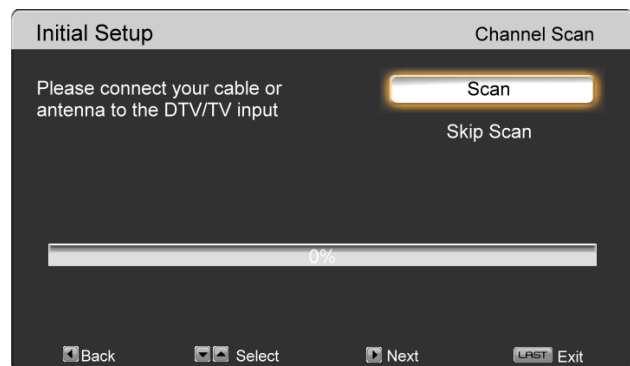 Initial Setup
Channel Scan
Please connect your cable or
antenna to the DTV/TV input
Scan
Skip Scan
0%
Back
Select
Next
LAST Exit